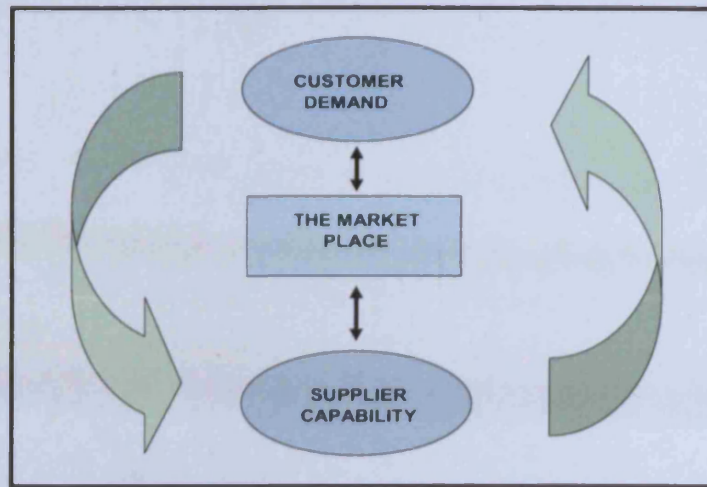 CUSTOMER
DEMAND
THE MARKET
PLACE
SUPPLIER
CAPABILITY